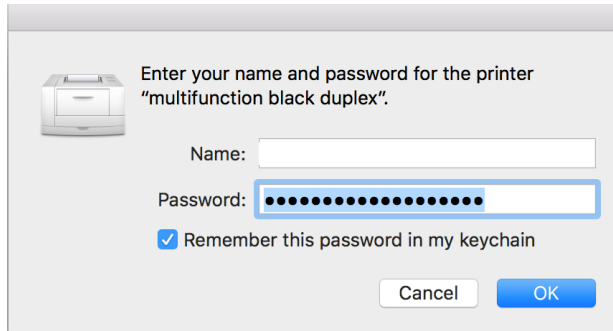 Enter your name and password for the printer
“multifunction black duplex”.
Name:
Password: ●●●●●●●●●●●●●●●●●●●
Remember this password in my keychain
Cancel OK